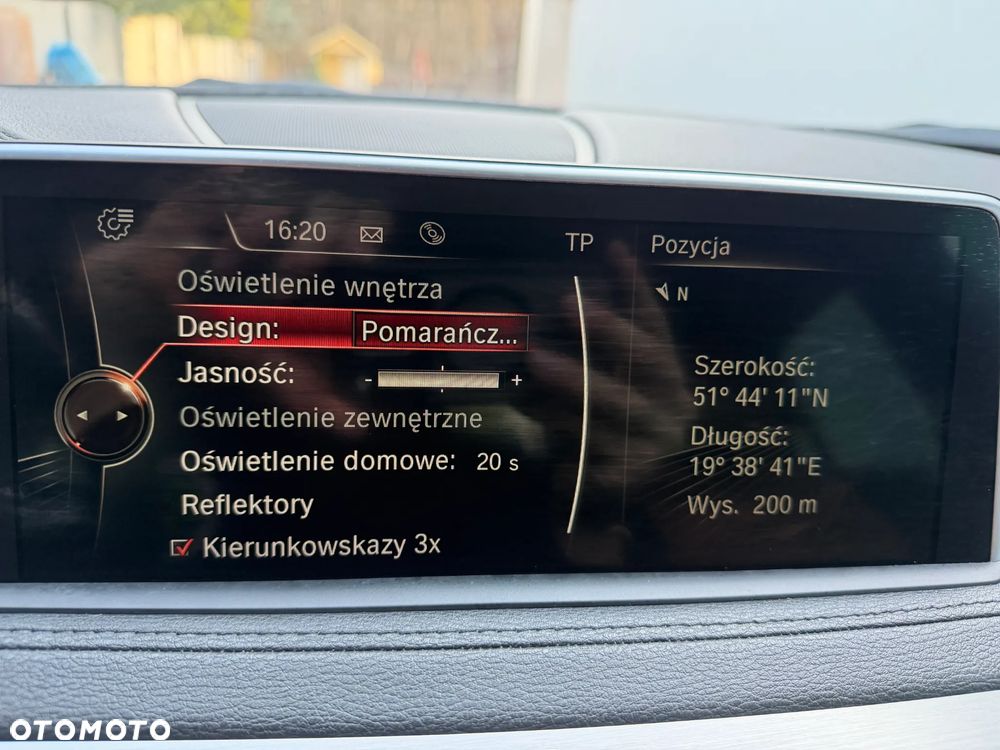 16:20
TP
Pozycja
Oświetlenie wnętrza
N
Design: Pomarańcz...
Jasność: - +
Oświetlenie zewnętrzne
Oświetlenie domowe: 20 s
Reflektory
Kierunkowskazy 3x
Szerokość:
51° 44' 11"N
Długość:
19° 38' 41"E
Wys. 200 m
OTOMOTO